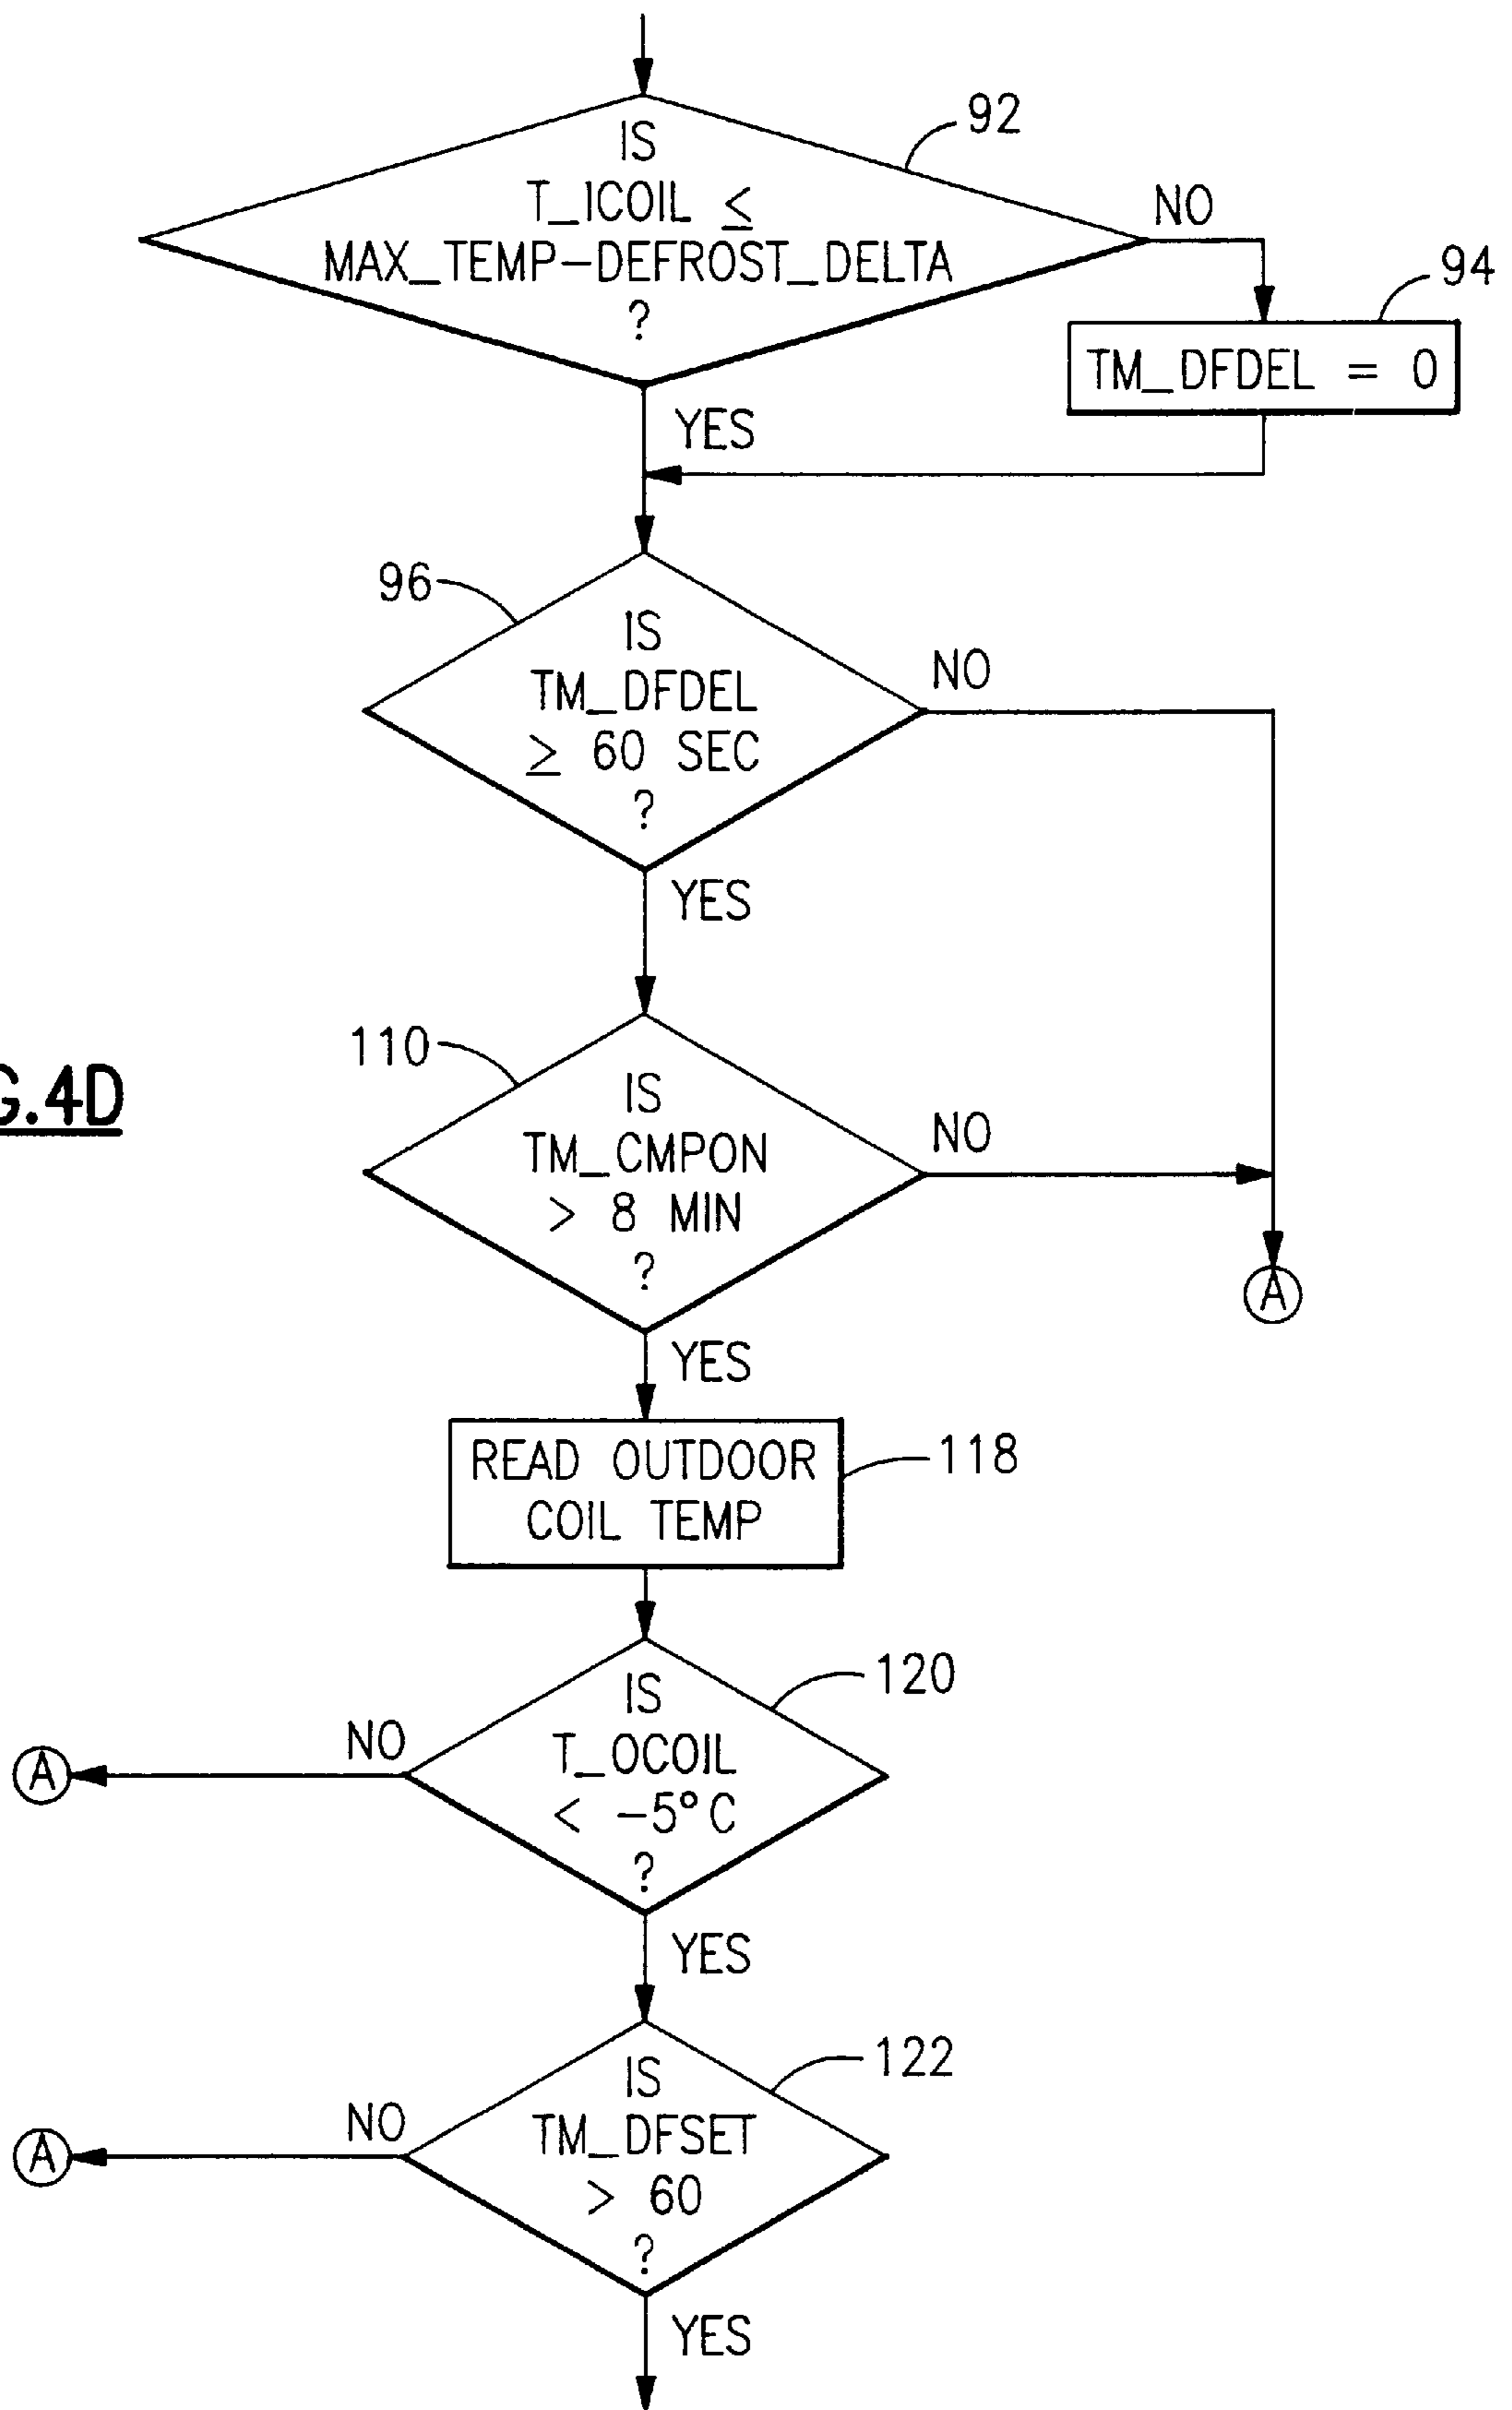 92
IS
T_ICOIL ≤
MAX_TEMP-DEFROST_DELTA
?
NO
94
TM_DFDEL = 0
YES
96
IS
TM_DFDEL
≥ 60 SEC
?
NO
YES
G.4D
110
IS
TM_CMPON
> 8 MIN
?
NO
A
YES
READ OUTDOOR
COIL TEMP
118
120
IS
T_OCOIL
< -5°C
?
NO
A
YES
122
IS
TM_DFSET
> 60
?
NO
A
YES